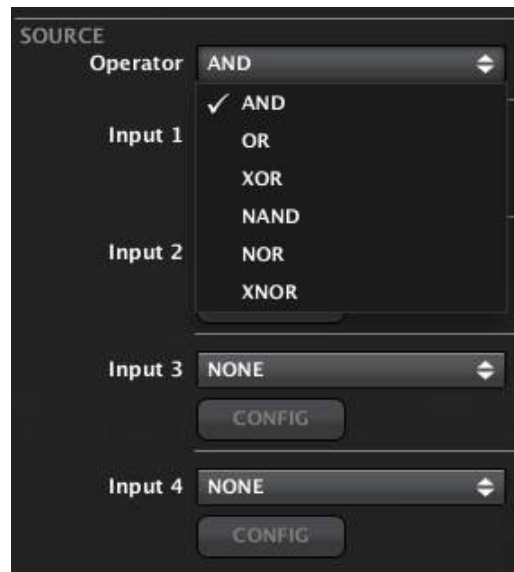 SOURCE
Operator AND
✓ AND
Input 1
OR
XOR
NAND
Input 2
NOR
XNOR
Input 3 NONE
CONFIG
Input 4 NONE
CONFIG